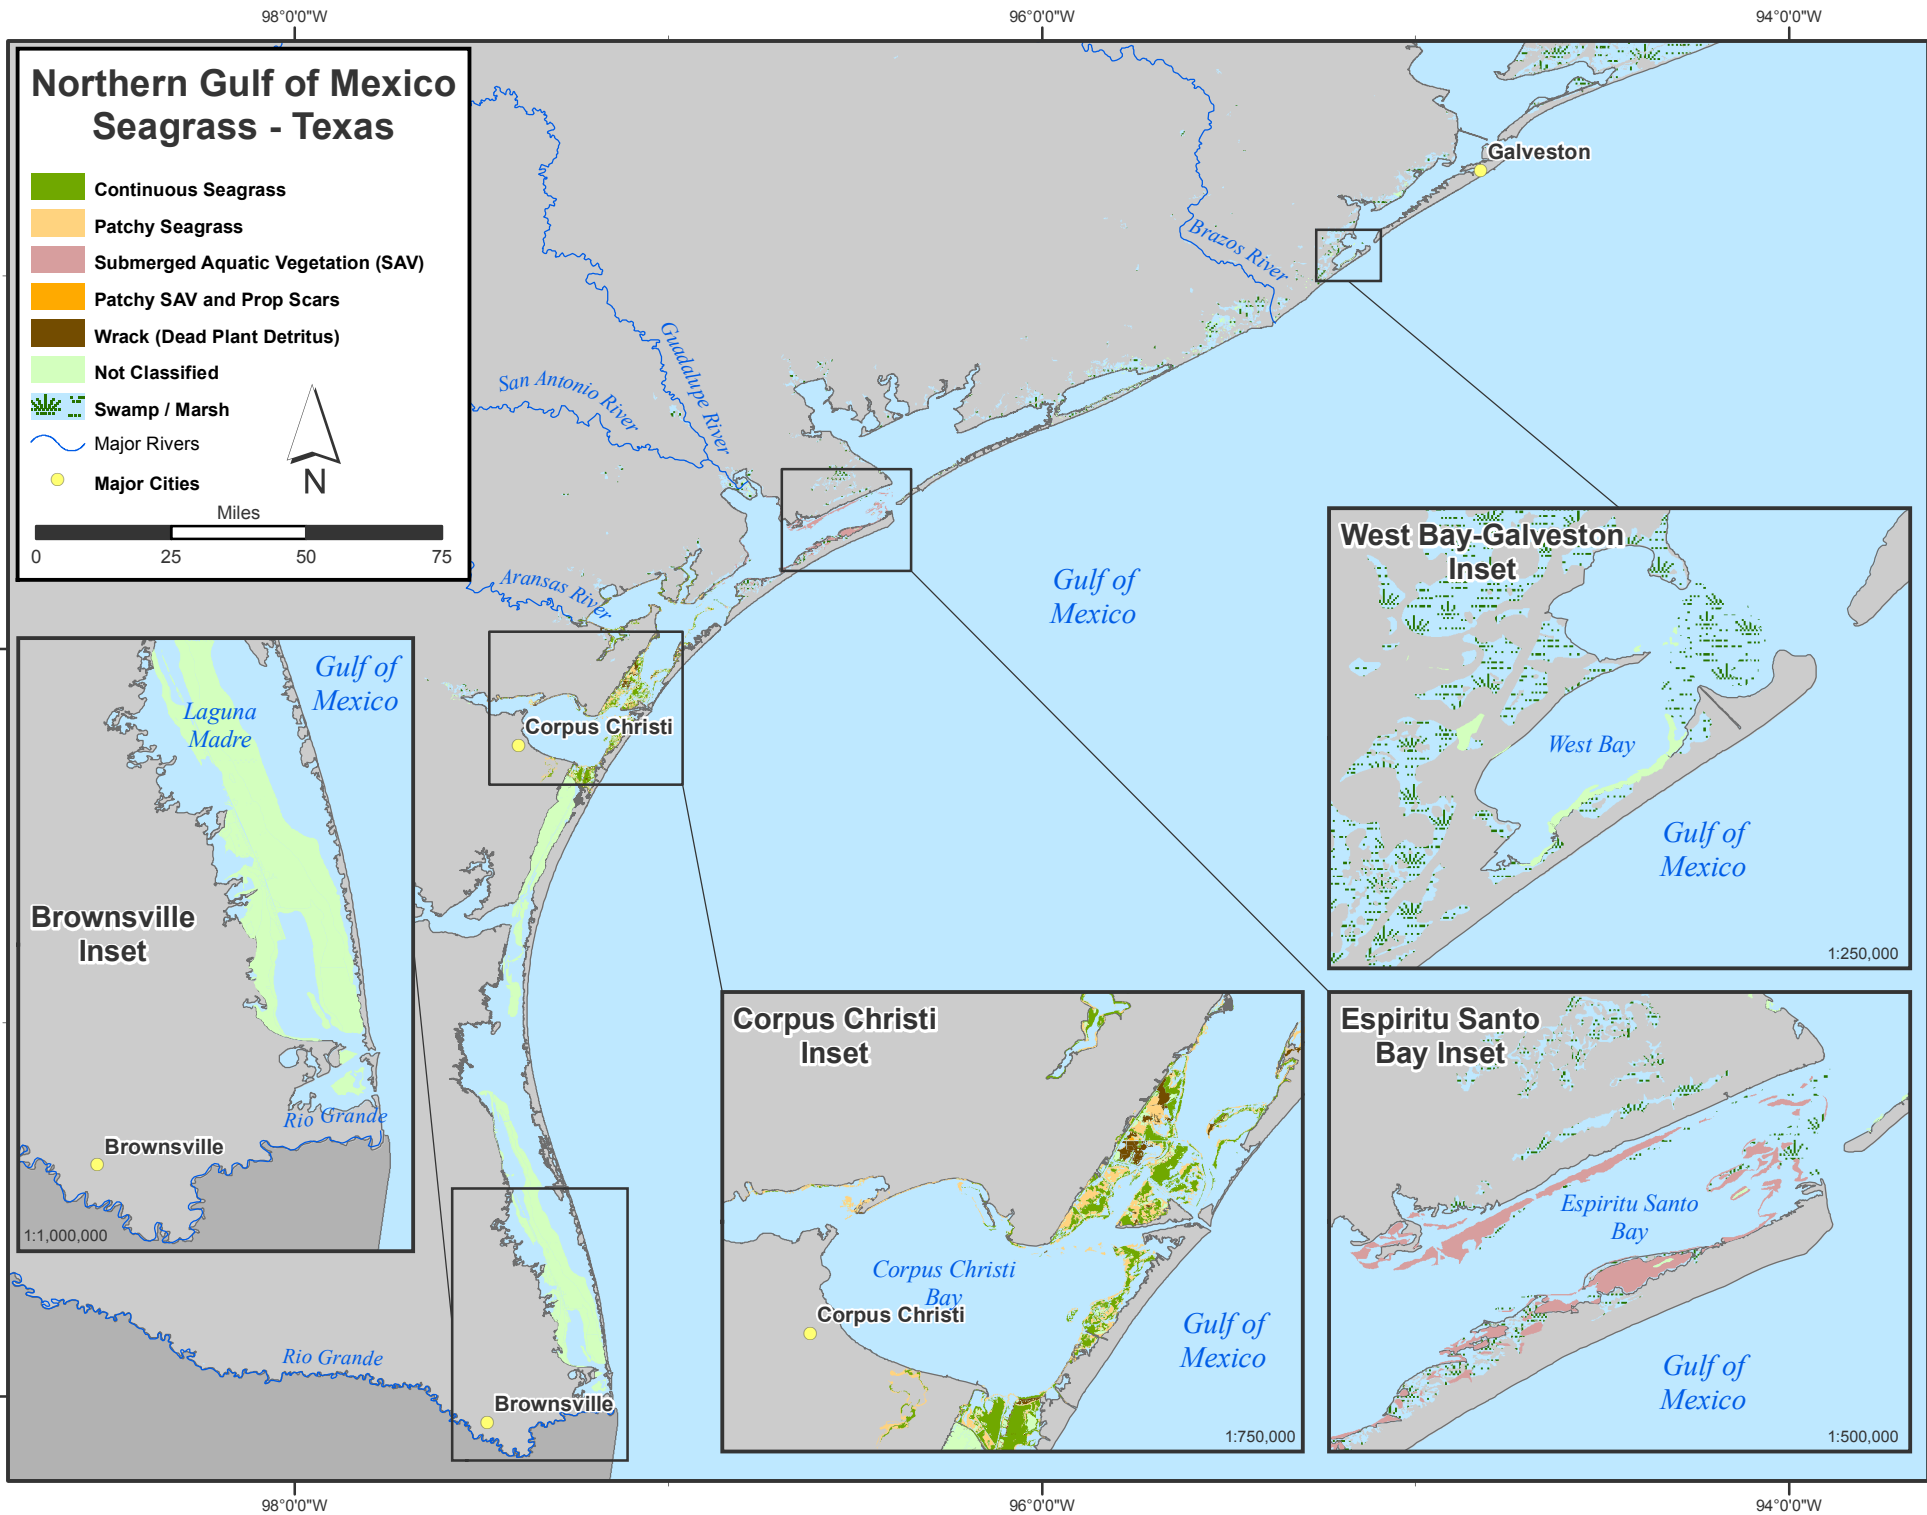 98°0'0"W
96°0'0"W
94°0'0"W
Northern Gulf of Mexico
Seagrass - Texas
Continuous Seagrass
Patchy Seagrass
Submerged Aquatic Vegetation (SAV)
Patchy SAV and Prop Scars
Wrack (Dead Plant Detritus)
Not Classified
Swamp / Marsh
Major Rivers
Major Cities
N
Miles
0
25
50
75
Galveston
Brazos River
Guadalupe River
San Antonio River
Aransas River
Gulf of
Mexico
Corpus Christi
Rio Grande
Brownsville
Gulf of
Mexico
Laguna
Madre
Brownsville
Inset
Rio Grande
Brownsville
1:1,000,000
West Bay-Galveston
Inset
West Bay
Gulf of
Mexico
1:250,000
Corpus Christi
Inset
Corpus Christi
Bay
Corpus Christi
Gulf of
Mexico
1:750,000
Espiritu Santo
Bay Inset
Espiritu Santo
Bay
Gulf of
Mexico
1:500,000
98°0'0"W
96°0'0"W
94°0'0"W